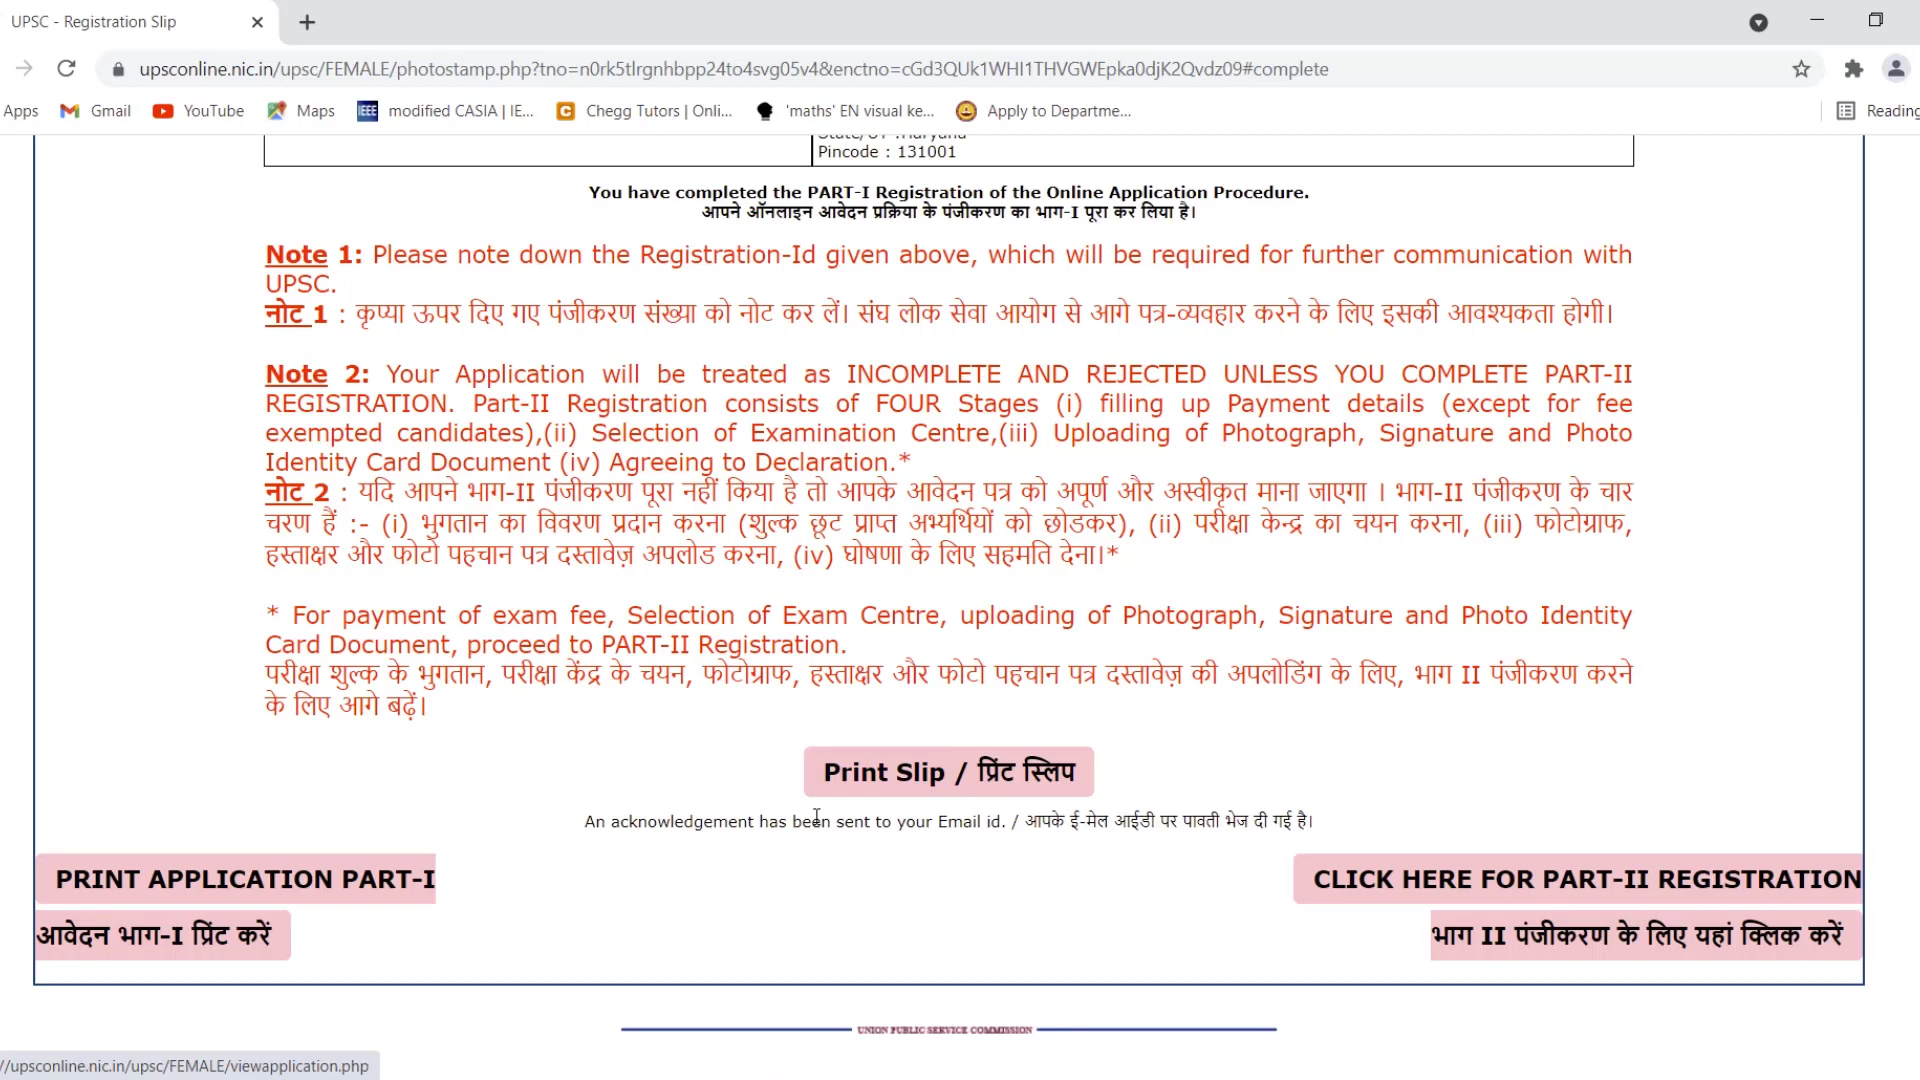 UPSC - Registration Slip
upsconline.nic.in/upsc/FEMALE/photostamp.php?tno=n0rk5tlrgnhbpp24to4svg05v4&enctno=cGd3QUk1WHI1THVGWEpka0djK2Qvdz09#complete
Apps Gmail YouTube Maps IEEE modified CASIA | IE... Chegg Tutors | Onli... 'maths' EN visual ke... Apply to Departme... Reading
State/UT :Haryana
Pincode : 131001
You have completed the PART-I Registration of the Online Application Procedure.
आपने ऑनलाइन आवेदन प्रक्रिया के पंजीकरण का भाग-I पूरा कर लिया है।
Note 1: Please note down the Registration-Id given above, which will be required for further communication with
UPSC.
नोट 1 : कृप्या ऊपर दिए गए पंजीकरण संख्या को नोट कर लें। संघ लोक सेवा आयोग से आगे पत्र-व्यवहार करने के लिए इसकी आवश्यकता होगी।
Note 2: Your Application will be treated as INCOMPLETE AND REJECTED UNLESS YOU COMPLETE PART-II
REGISTRATION. Part-II Registration consists of FOUR Stages (i) filling up Payment details (except for fee
exempted candidates),(ii) Selection of Examination Centre,(iii) Uploading of Photograph, Signature and Photo
Identity Card Document (iv) Agreeing to Declaration.*
नोट 2 : यदि आपने भाग-II पंजीकरण पूरा नहीं किया है तो आपके आवेदन पत्र को अपूर्ण और अस्वीकृत माना जाएगा । भाग-II पंजीकरण के चार
चरण हैं :- (i) भुगतान का विवरण प्रदान करना (शुल्क छूट प्राप्त अभ्यर्थियों को छोडकर), (ii) परीक्षा केन्द्र का चयन करना, (iii) फोटोग्राफ,
हस्ताक्षर और फोटो पहचान पत्र दस्तावेज़ अपलोड करना, (iv) घोषणा के लिए सहमति देना।*
* For payment of exam fee, Selection of Exam Centre, uploading of Photograph, Signature and Photo Identity
Card Document, proceed to PART-II Registration.
परीक्षा शुल्क के भुगतान, परीक्षा केंद्र के चयन, फोटोग्राफ, हस्ताक्षर और फोटो पहचान पत्र दस्तावेज़ की अपलोडिंग के लिए, भाग II पंजीकरण करने
के लिए आगे बढ़ें।
Print Slip / प्रिंट स्लिप
An acknowledgement has been sent to your Email id. / आपके ई-मेल आईडी पर पावती भेज दी गई है।
PRINT APPLICATION PART-I
आवेदन भाग-I प्रिंट करें
CLICK HERE FOR PART-II REGISTRATION
भाग II पंजीकरण के लिए यहां क्लिक करें
UNION PUBLIC SERVICE COMMISSION
//upsconline.nic.in/upsc/FEMALE/viewapplication.php